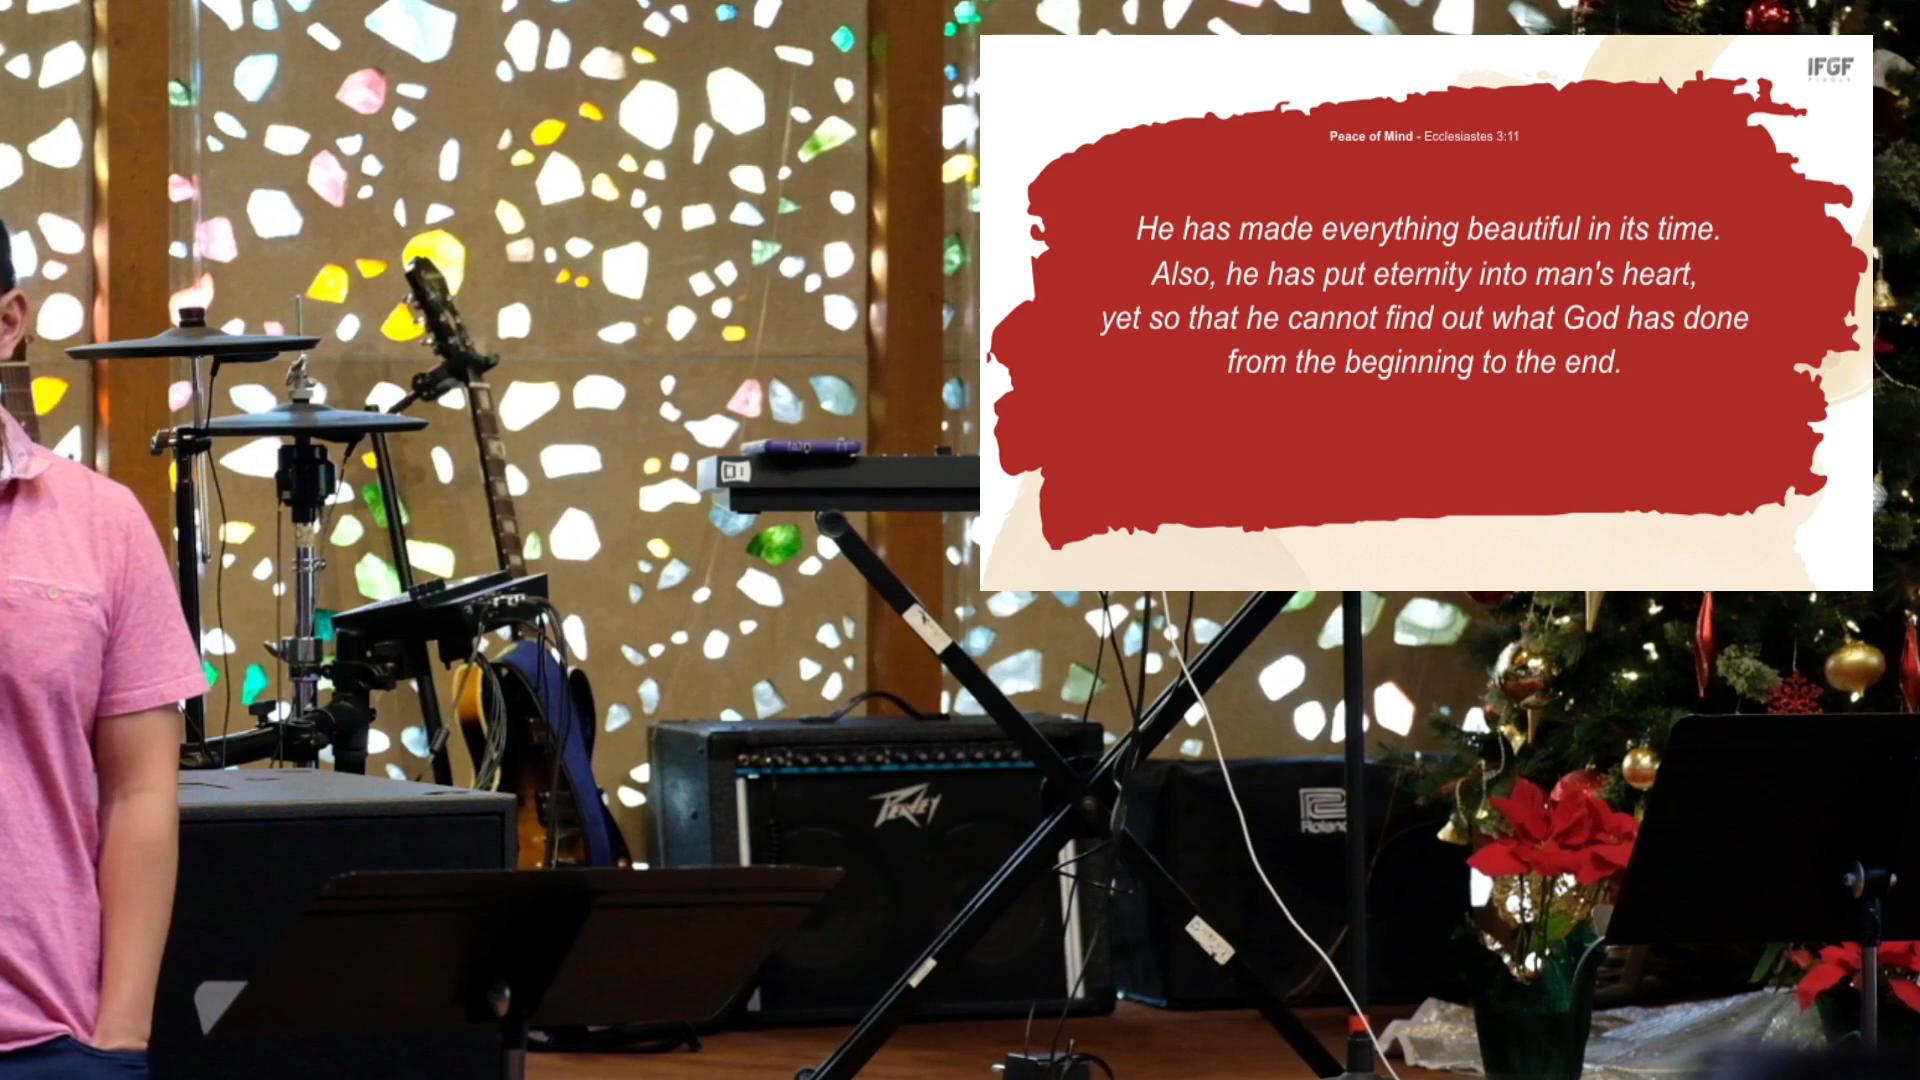 IFGF
PINOLE
Peace of Mind - Ecclesiastes 3:11
He has made everything beautiful in its time.
Also, he has put eternity into man's heart,
yet so that he cannot find out what God has done
from the beginning to the end.
PEAVEY
Roland